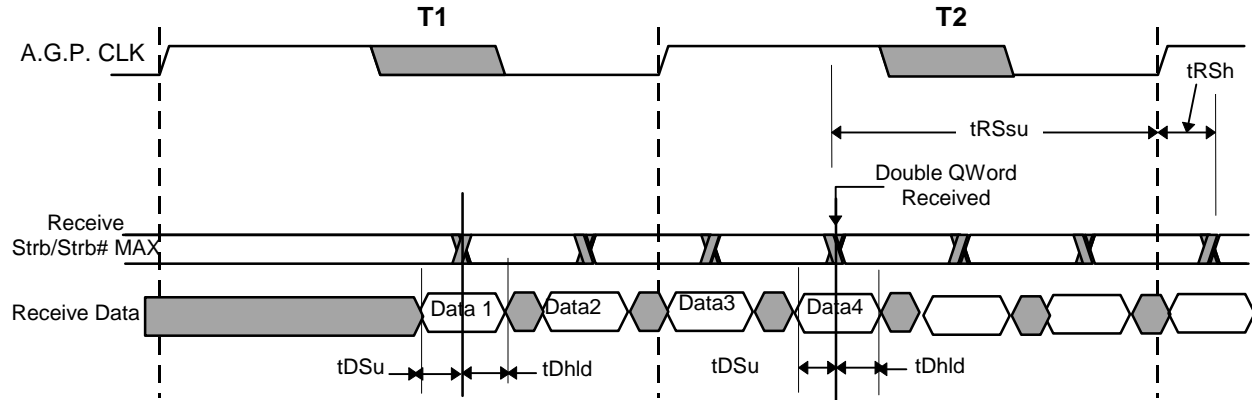 T1
T2
A.G.P. CLK
tRSh
tRSsu
Double QWord
Received
Receive
Strb/Strb# MAX
Receive Data
Data 1
Data2
Data3
Data4
tDSu
tDhld
tDSu
tDhld